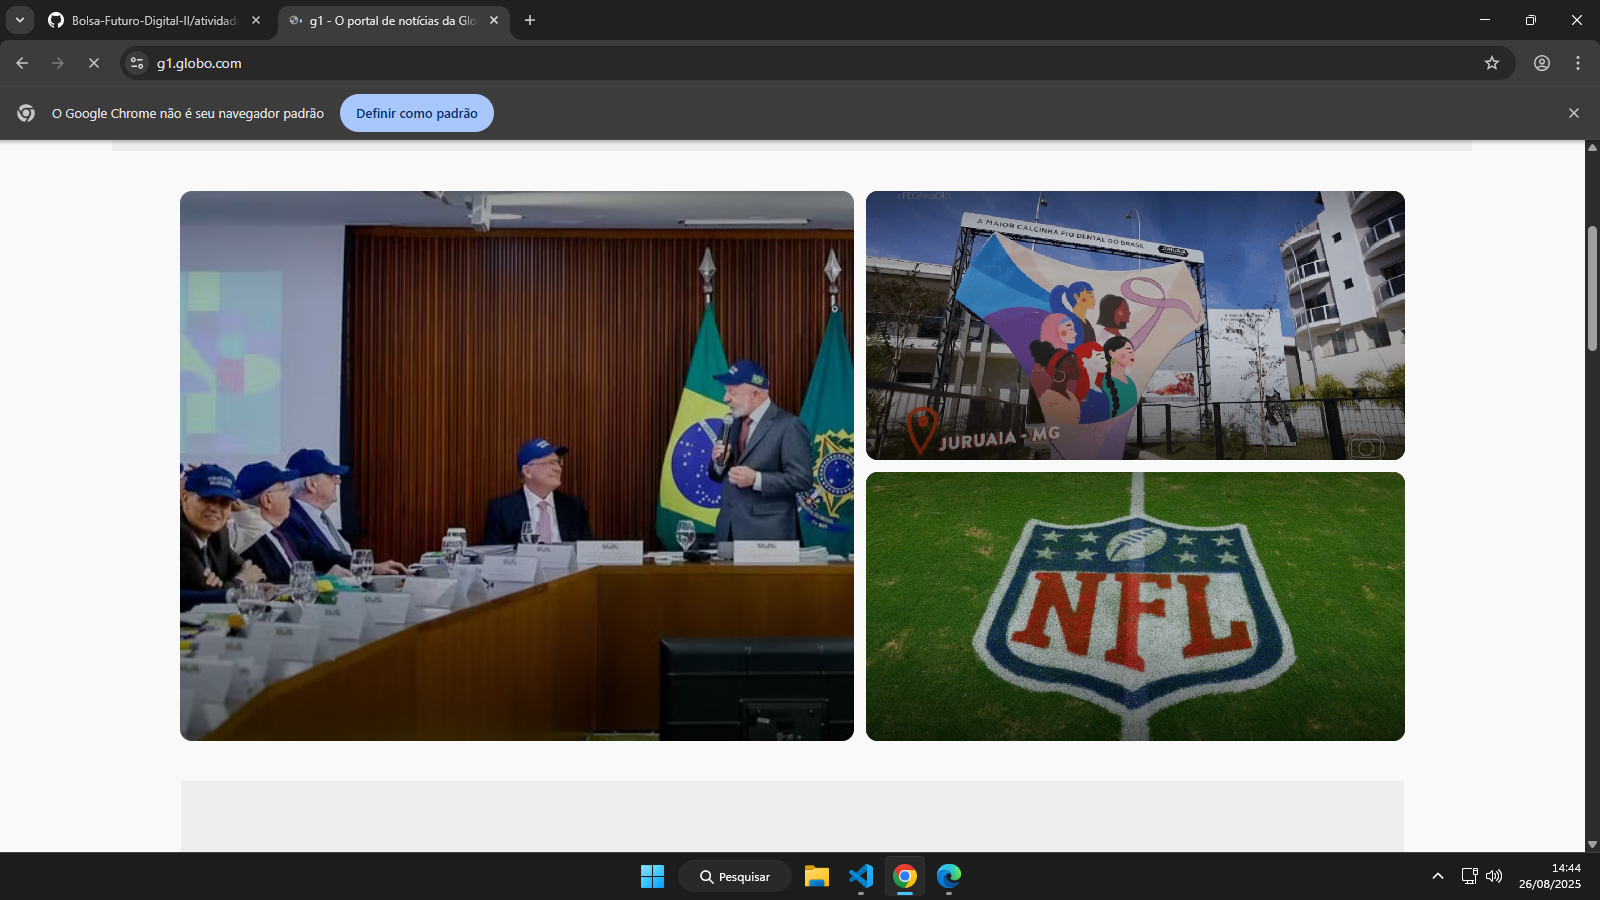 Bolsa-Futuro-Digital-II/atividad
g1 - O portal de notícias da Glo
g1.globo.com
O Google Chrome não é seu navegador padrão
Definir como padrão
A MAIOR CALCINHA FIO DENTAL DO BRASIL
JURUAIA
JURUAIA - MG
NFL
Pesquisar
14:44
26/08/2025